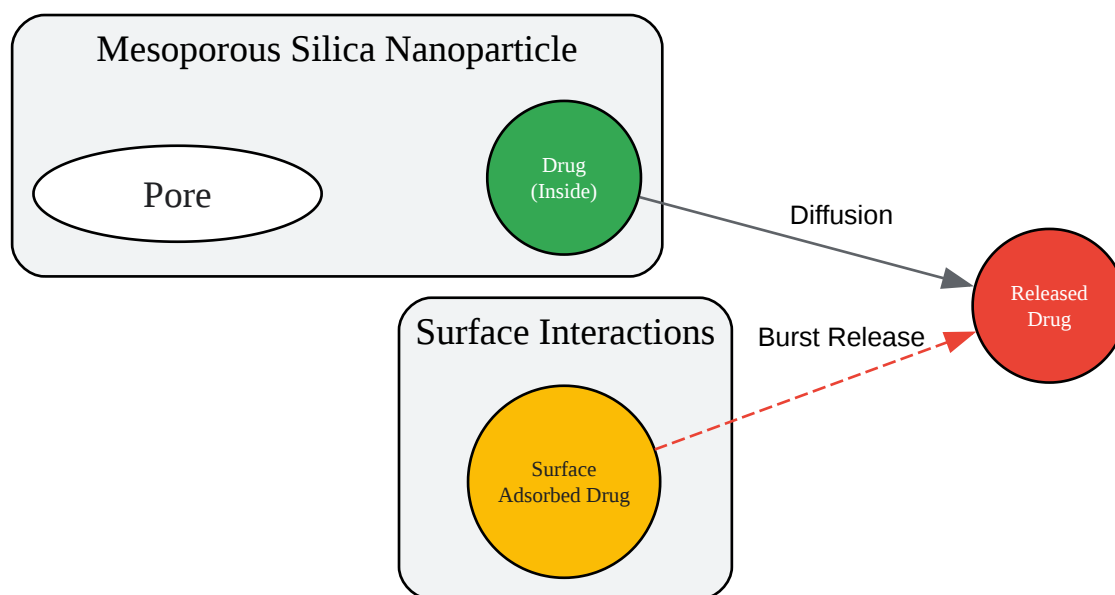 Mesoporous Silica Nanoparticle
Pore
Drug
(Inside)
Diffusion
Released
Drug
Surface Interactions
Burst Release
Surface
Adsorbed Drug